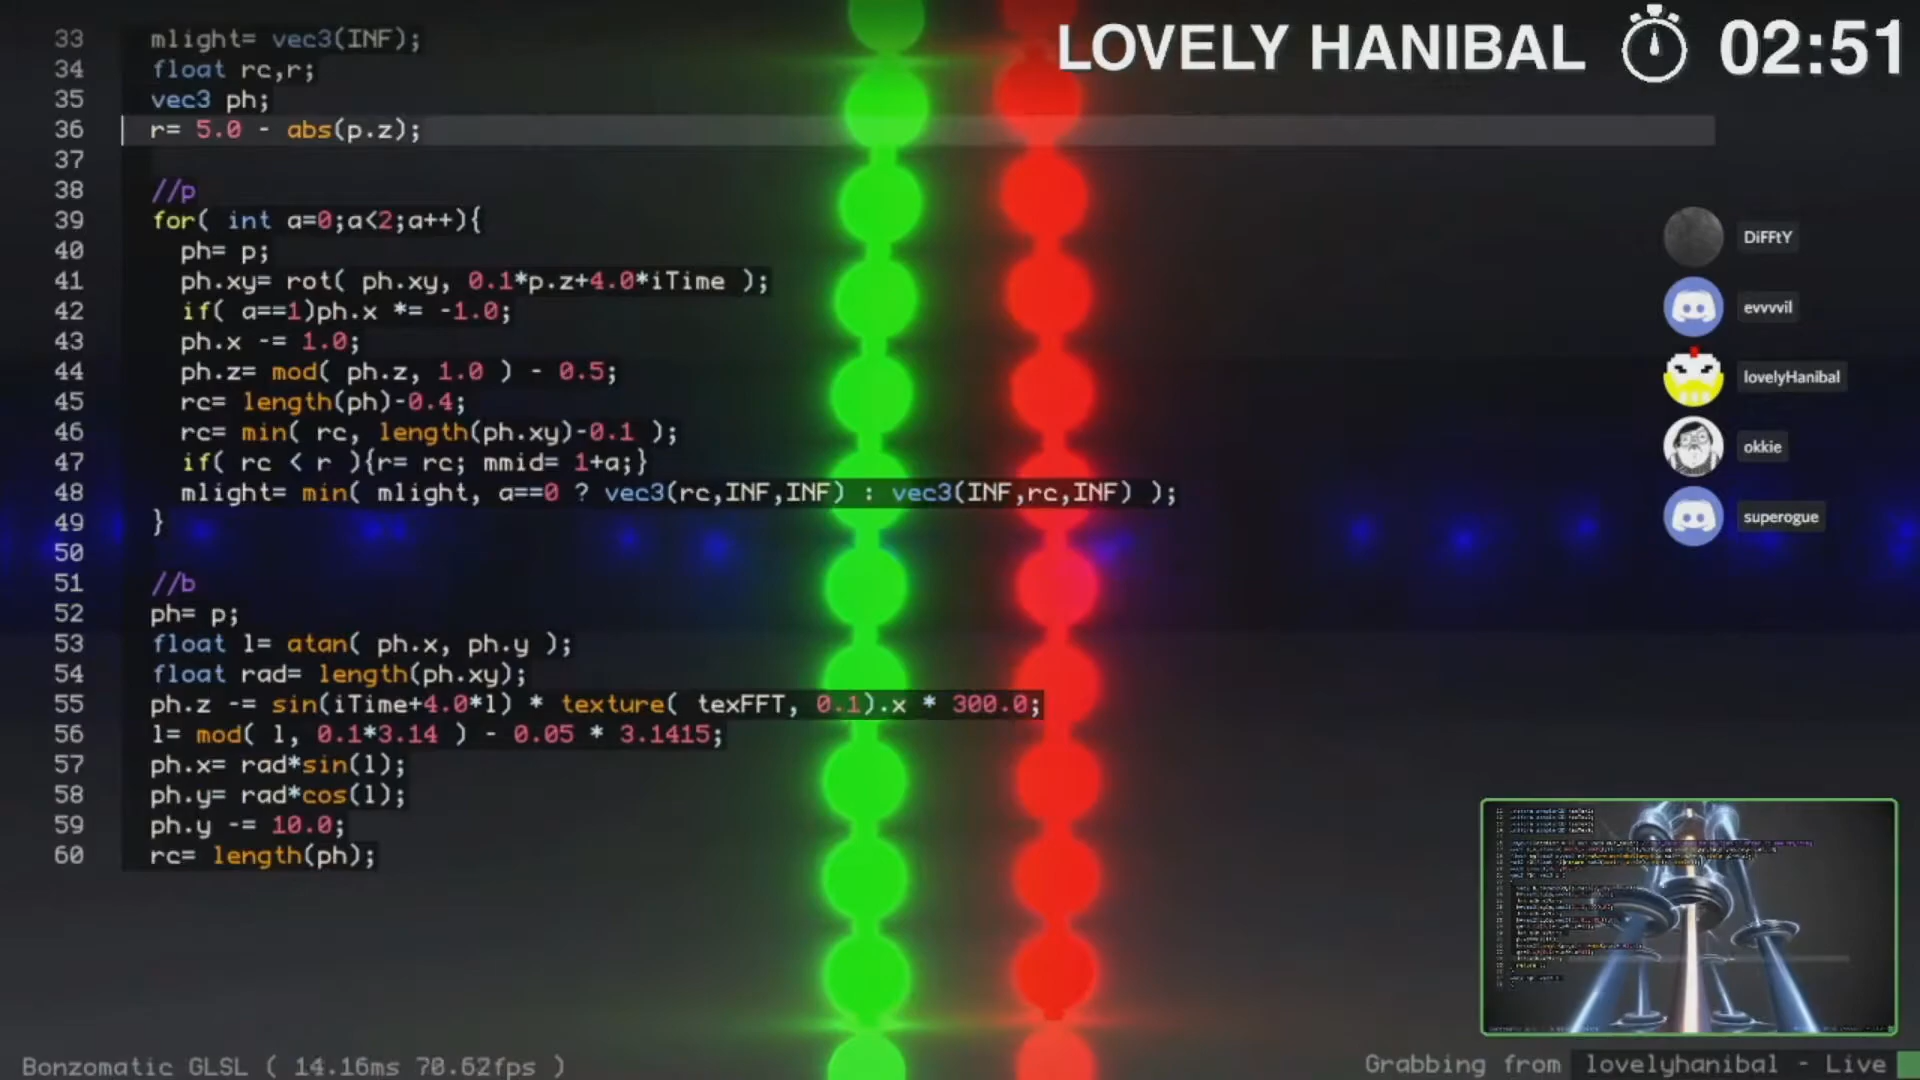 LOVELY HANIBAL 02:51
33 mlight= vec3(INF);
34 float rc,r;
35 vec3 ph;
36 r= 5.0 - abs(p.z);
37
38 //p
39 for( int a=0;a<2;a++){
40 ph= p;
41 ph.xy= rot( ph.xy, 0.1*p.z+4.0*iTime );
42 if( a==1)ph.x *= -1.0;
43 ph.x -= 1.0;
44 ph.z= mod( ph.z, 1.0 ) - 0.5;
45 rc= length(ph)-0.4;
46 rc= min( rc, length(ph.xy)-0.1 );
47 if( rc < r ){r= rc; mmid= 1+a;}
48 mlight= min( mlight, a==0 ? vec3(rc,INF,INF) : vec3(INF,rc,INF) );
49 }
50
51 //b
52 ph= p;
53 float l= atan( ph.x, ph.y );
54 float rad= length(ph.xy);
55 ph.z -= sin(iTime+4.0*l) * texture( texFFT, 0.1).x * 300.0;
56 l= mod( l, 0.1*3.14 ) - 0.05 * 3.1415;
57 ph.x= rad*sin(l);
58 ph.y= rad*cos(l);
59 ph.y -= 10.0;
60 rc= length(ph);
DiFFtY
evvvvil
lovelyHanibal
okkie
superogue
Bonzomatic GLSL ( 14.16ms 70.62fps )
Grabbing from lovelyhanibal - Live